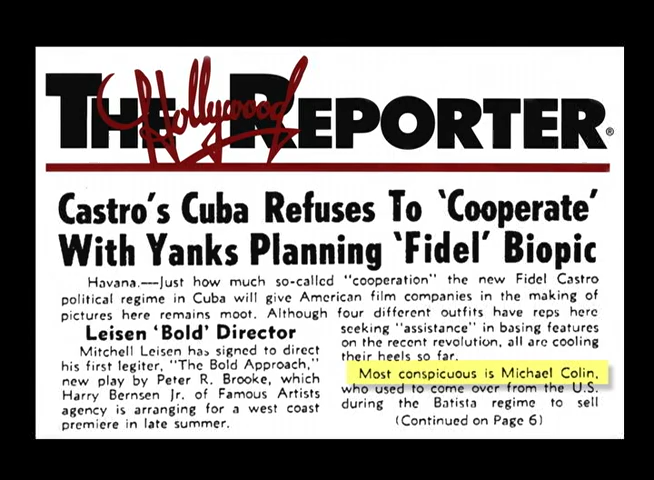 The Hollywood Reporter®
Castro's Cuba Refuses To 'Cooperate'
With Yanks Planning 'Fidel' Biopic
Havana.—Just how much so-called "cooperation" the new Fidel Castro
political regime in Cuba will give American film companies in the making of
pictures here remains moot. Although four different outfits have reps here
Leisen 'Bold' Director
Mitchell Leisen has signed to direct
his first legiter, "The Bold Approach,"
new play by Peter R. Brooke, which
Harry Bernsen Jr. of Famous Artists
agency is arranging for a west coast
premiere in late summer.
seeking "assistance" in basing features
on the recent revolution, all are cooling
their heels so far.
Most conspicuous is Michael Colin,
who used to come over from the U.S.
during the Batista regime to sell
(Continued on Page 6)